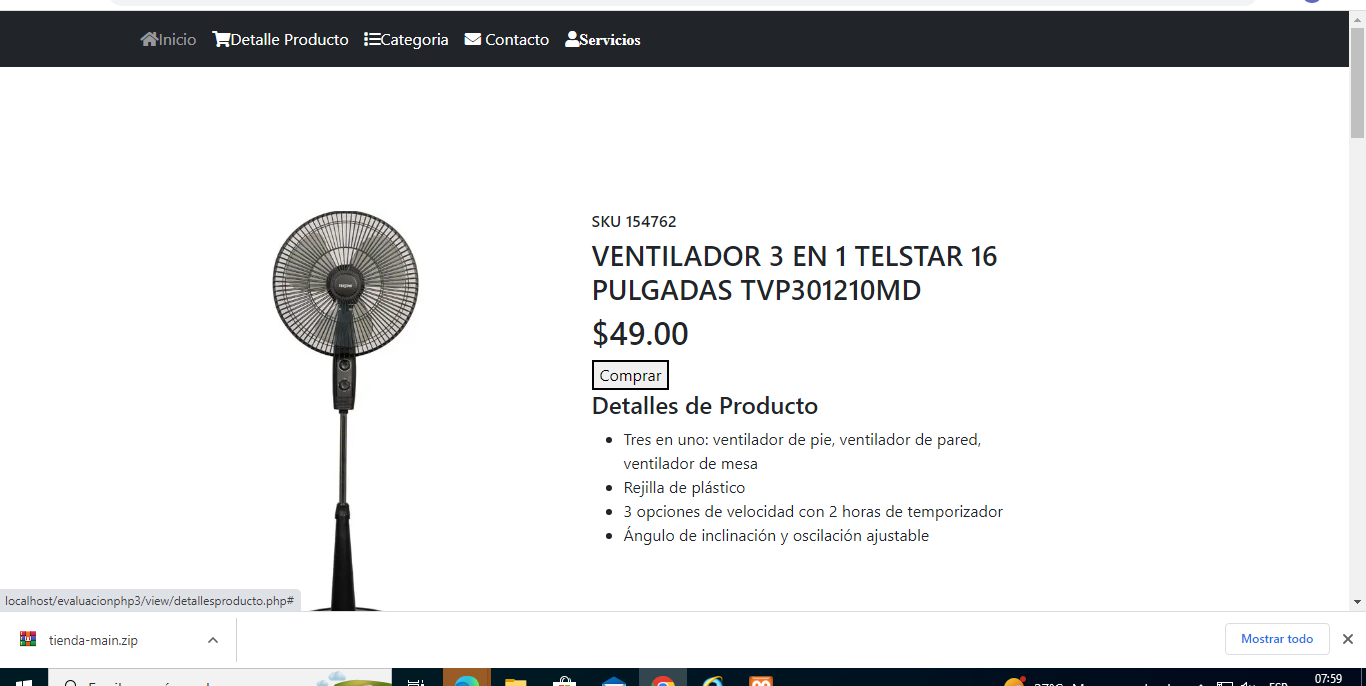 Inicio Detalle Producto Categoria Contacto Servicios
SKU 154762
VENTILADOR 3 EN 1 TELSTAR 16
PULGADAS TVP301210MD
$49.00
Comprar
Detalles de Producto
Tres en uno: ventilador de pie, ventilador de pared,
ventilador de mesa
Rejilla de plástico
3 opciones de velocidad con 2 horas de temporizador
Ángulo de inclinación y oscilación ajustable
localhost/evaluacionphp3/view/detallesproducto.php#
tienda-main.zip
Mostrar todo
07:59